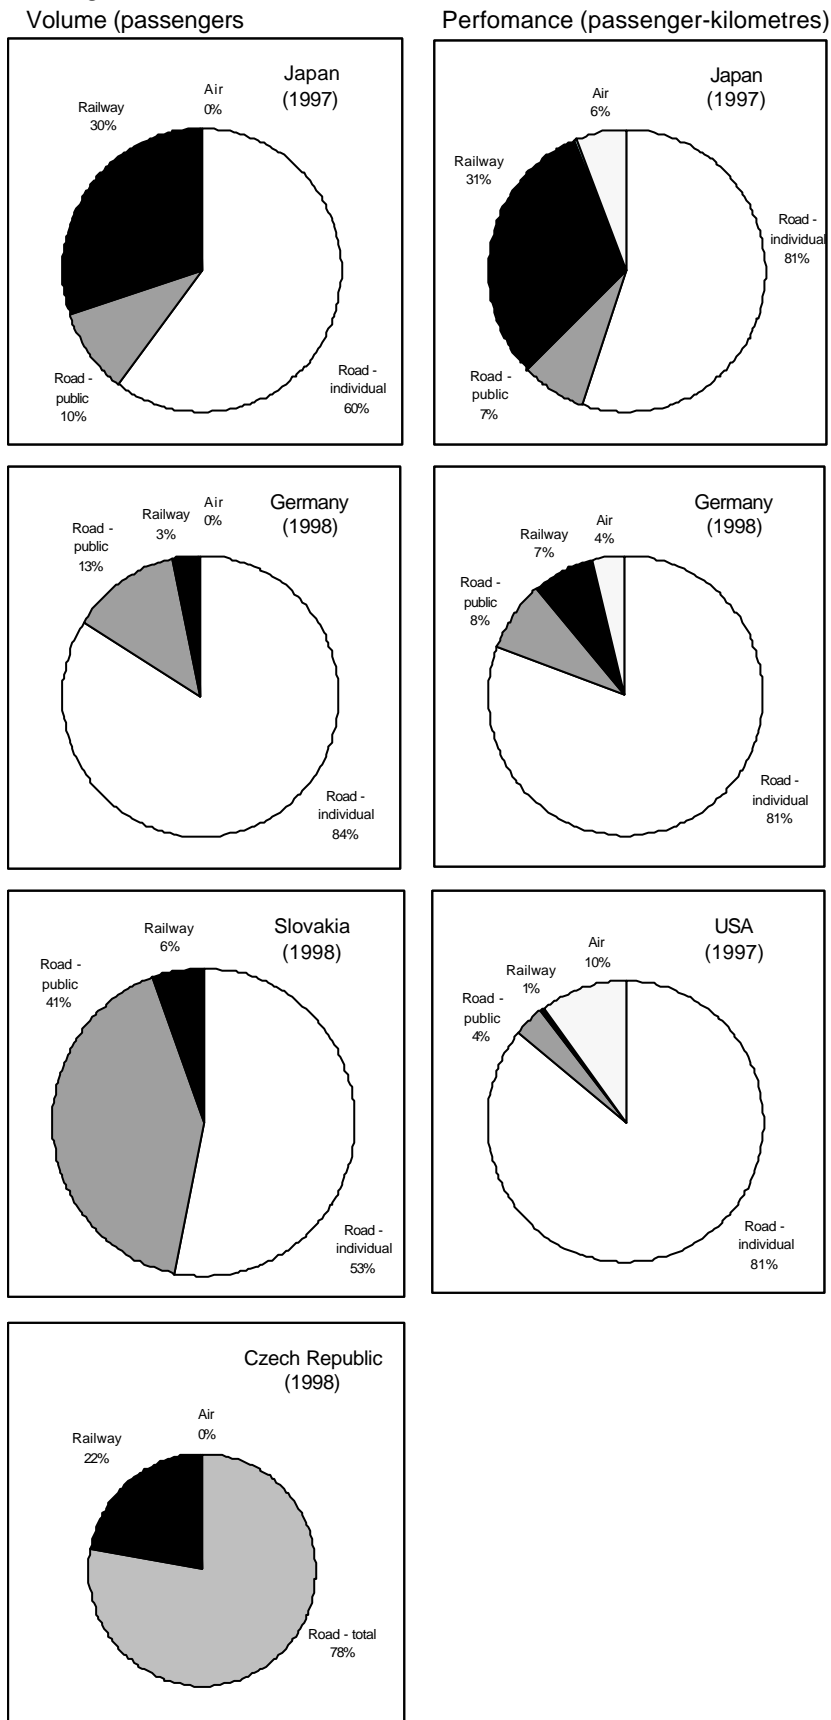 Volume (passengers
Perfomance (passenger-kilometres)
Japan
(1997)
Air
0%
Railway
30%
Road -
public
10%
Road -
individual
60%
Japan
(1997)
Air
6%
Railway
31%
Road -
individual
81%
Road -
public
7%
Germany
(1998)
Air
0%
Railway
3%
Road -
public
13%
Road -
individual
84%
Germany
(1998)
Air
4%
Railway
7%
Road -
public
8%
Road -
individual
81%
Slovakia
(1998)
Railway
6%
Road -
public
41%
Road -
individual
53%
USA
(1997)
Air
10%
Railway
1%
Road -
public
4%
Road -
individual
81%
Czech Republic
(1998)
Air
0%
Railway
22%
Road - total
78%